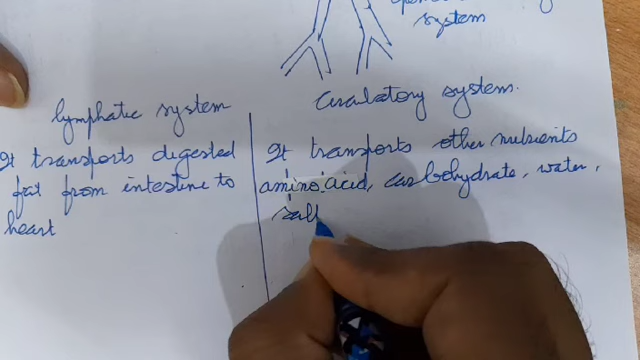 system
lymphatic system
Circulatory system.
It transports digested
fat from intestine to
heart
It transports other nutrients
amino acid, carbohydrate, water,
salt